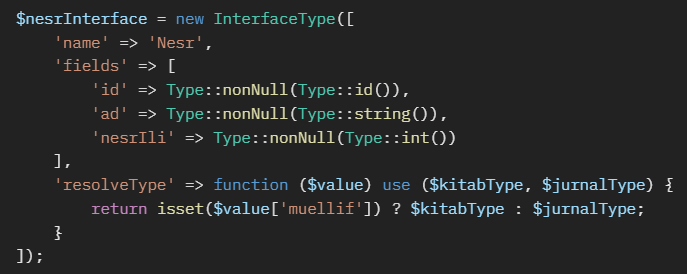 $nesrInterface = new InterfaceType([
    'name' => 'Nesr',
    'fields' => [
        'id' => Type::nonNull(Type::id()),
        'ad' => Type::nonNull(Type::string()),
        'nesrIli' => Type::nonNull(Type::int())
    ],
    'resolveType' => function ($value) use ($kitabType, $jurnalType) {
        return isset($value['muellif']) ? $kitabType : $jurnalType;
    }
]);